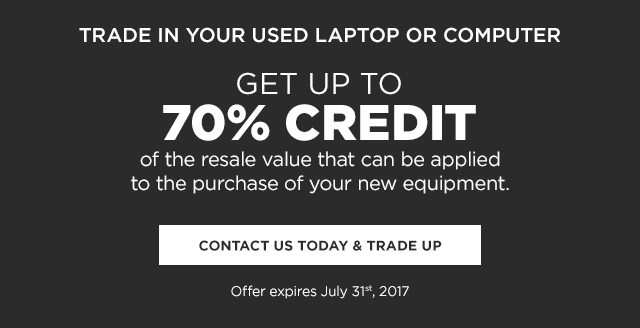 TRADE IN YOUR USED LAPTOP OR COMPUTER
GET UP TO
70% CREDIT
of the resale value that can be applied
to the purchase of your new equipment.
CONTACT US TODAY & TRADE UP
Offer expires July 31st, 2017